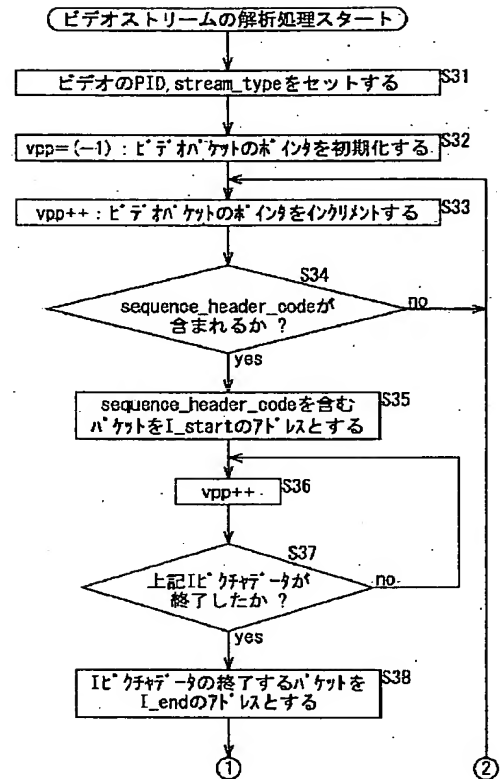 ビデオストリームの解析処理スタート
ビデオのPID,stream_typeをセットする
S31
vpp=(-1) : ビデオパケットのポインタを初期化する
S32
vpp++ : ビデオパケットのポインタをインクリメントする
S33
S34
sequence_header_codeが
含まれるか ?
no
yes
sequence_header_codeを含む
パケットをI_startのアドレスとする
S35
vpp++
S36
S37
上記Iピクチャデータが
終了したか ?
no
yes
Iピクチャデータの終了するパケットを
I_endのアドレスとする
S38
①
②